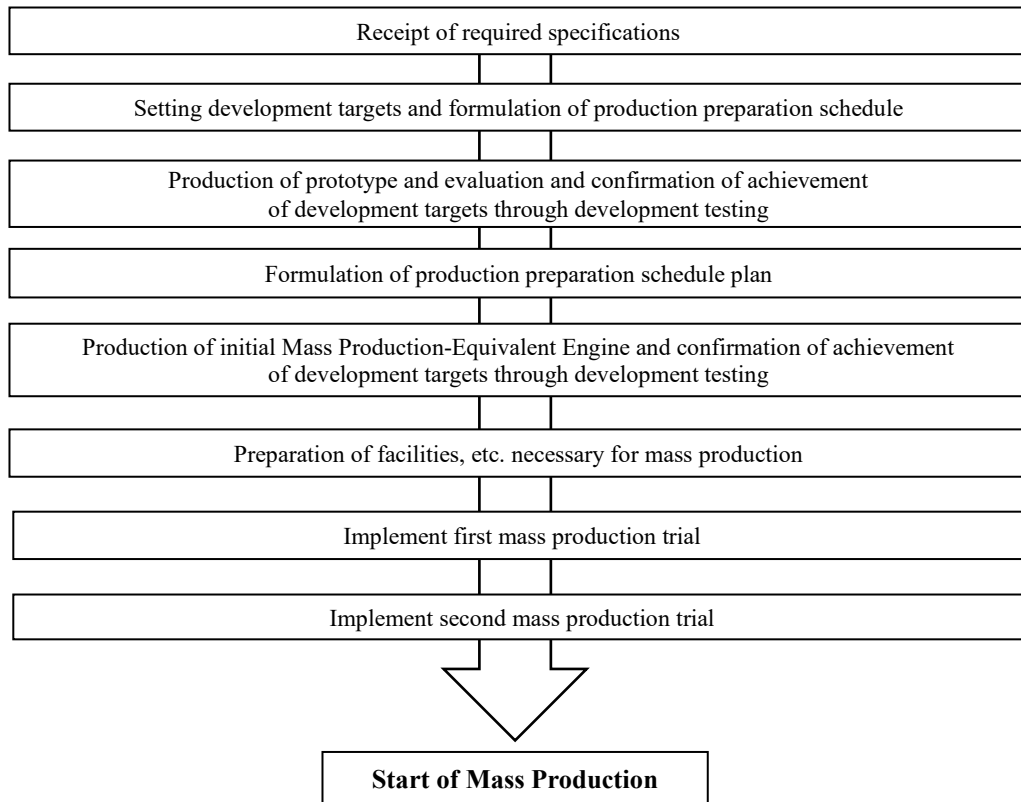 Receipt of required specifications
Setting development targets and formulation of production preparation schedule
Production of prototype and evaluation and confirmation of achievement
of development targets through development testing
Formulation of production preparation schedule plan
Production of initial Mass Production-Equivalent Engine and confirmation of achievement
of development targets through development testing
Preparation of facilities, etc. necessary for mass production
Implement first mass production trial
Implement second mass production trial
Start of Mass Production